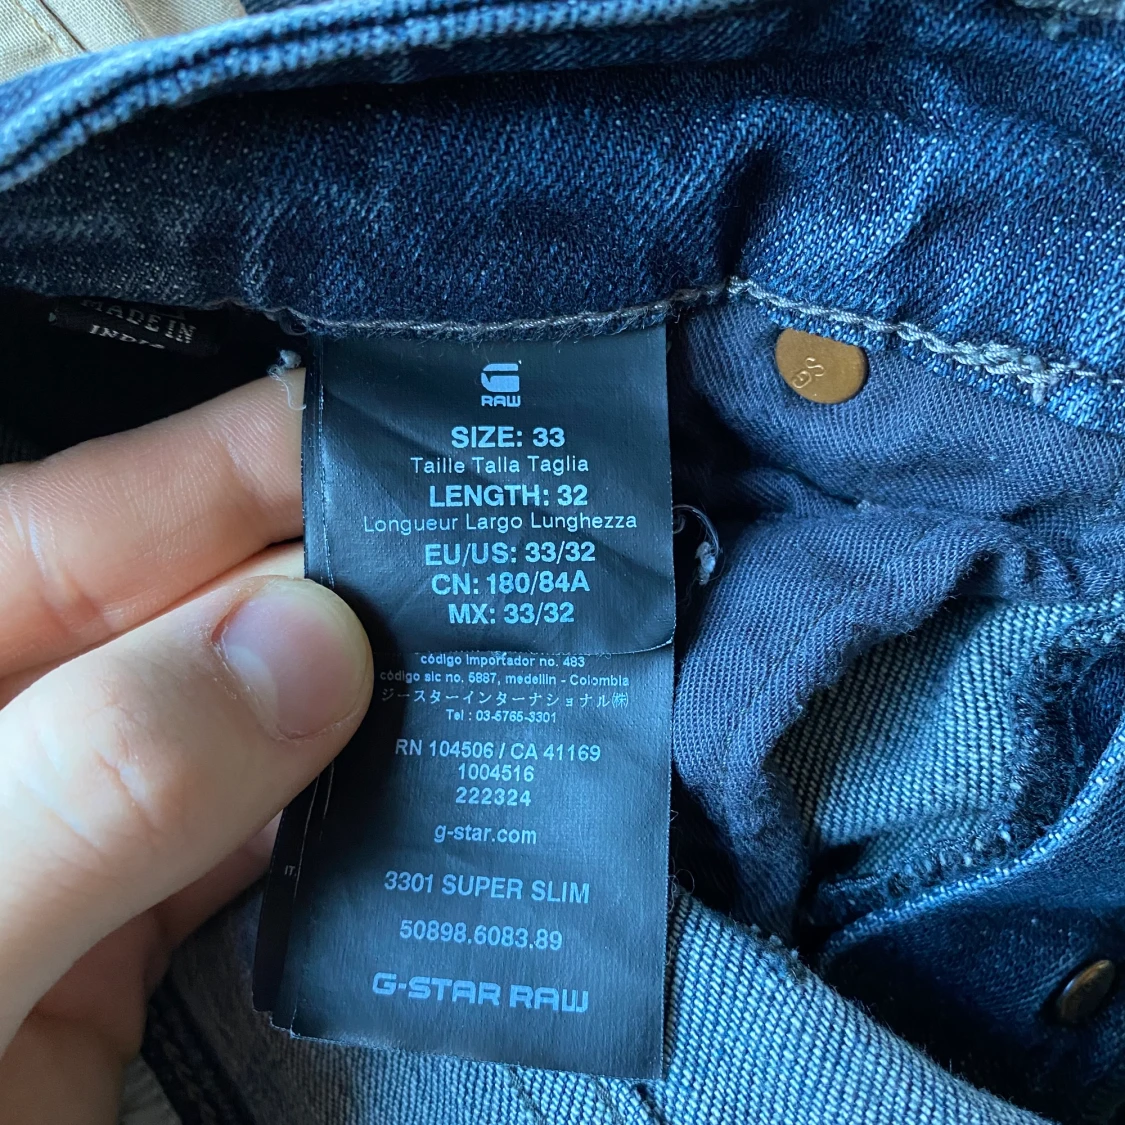 MADE IN
RAW
SIZE: 33
Taille Talla Taglia
LENGTH: 32
Longueur Largo Lunghezza
EU/US: 33/32
CN: 180/84A
MX: 33/32
código importador no. 483
código sic no. 5887, medellin - Colombia
ジースターインターナショナル㈱
Tel : 03-5765-3301
RN 104506 / CA 41169
1004516
222324
g-star.com
IT.
3301 SUPER SLIM
50898.6083.89
G-STAR RAW